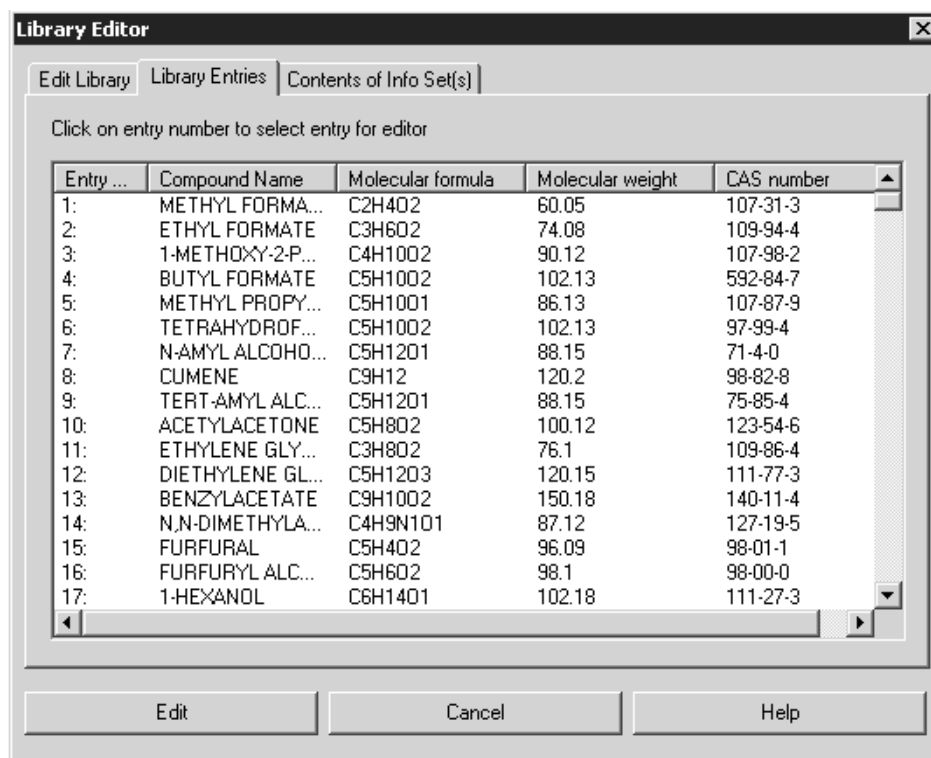 Library Editor
Edit Library Library Entries Contents of Info Set(s)
Click on entry number to select entry for editor
Entry ... Compound Name Molecular formula Molecular weight CAS number
1: METHYL FORMA... C2H4O2 60.05 107-31-3
2: ETHYL FORMATE C3H6O2 74.08 109-94-4
3: 1-METHOXY-2-P... C4H10O2 90.12 107-98-2
4: BUTYL FORMATE C5H10O2 102.13 592-84-7
5: METHYL PROPY... C5H10O1 86.13 107-87-9
6: TETRAHYDROF... C5H10O2 102.13 97-99-4
7: N-AMYL ALCOHO... C5H12O1 88.15 71-4-0
8: CUMENE C9H12 120.2 98-82-8
9: TERT-AMYL ALC... C5H12O1 88.15 75-85-4
10: ACETYLACETONE C5H8O2 100.12 123-54-6
11: ETHYLENE GLY... C3H8O2 76.1 109-86-4
12: DIETHYLENE GL... C5H12O3 120.15 111-77-3
13: BENZYLACETATE C9H10O2 150.18 140-11-4
14: N,N-DIMETHYLA... C4H9N1O1 87.12 127-19-5
15: FURFURAL C5H4O2 96.09 98-01-1
16: FURFURYL ALC... C5H6O2 98.1 98-00-0
17: 1-HEXANOL C6H14O1 102.18 111-27-3
Edit Cancel Help